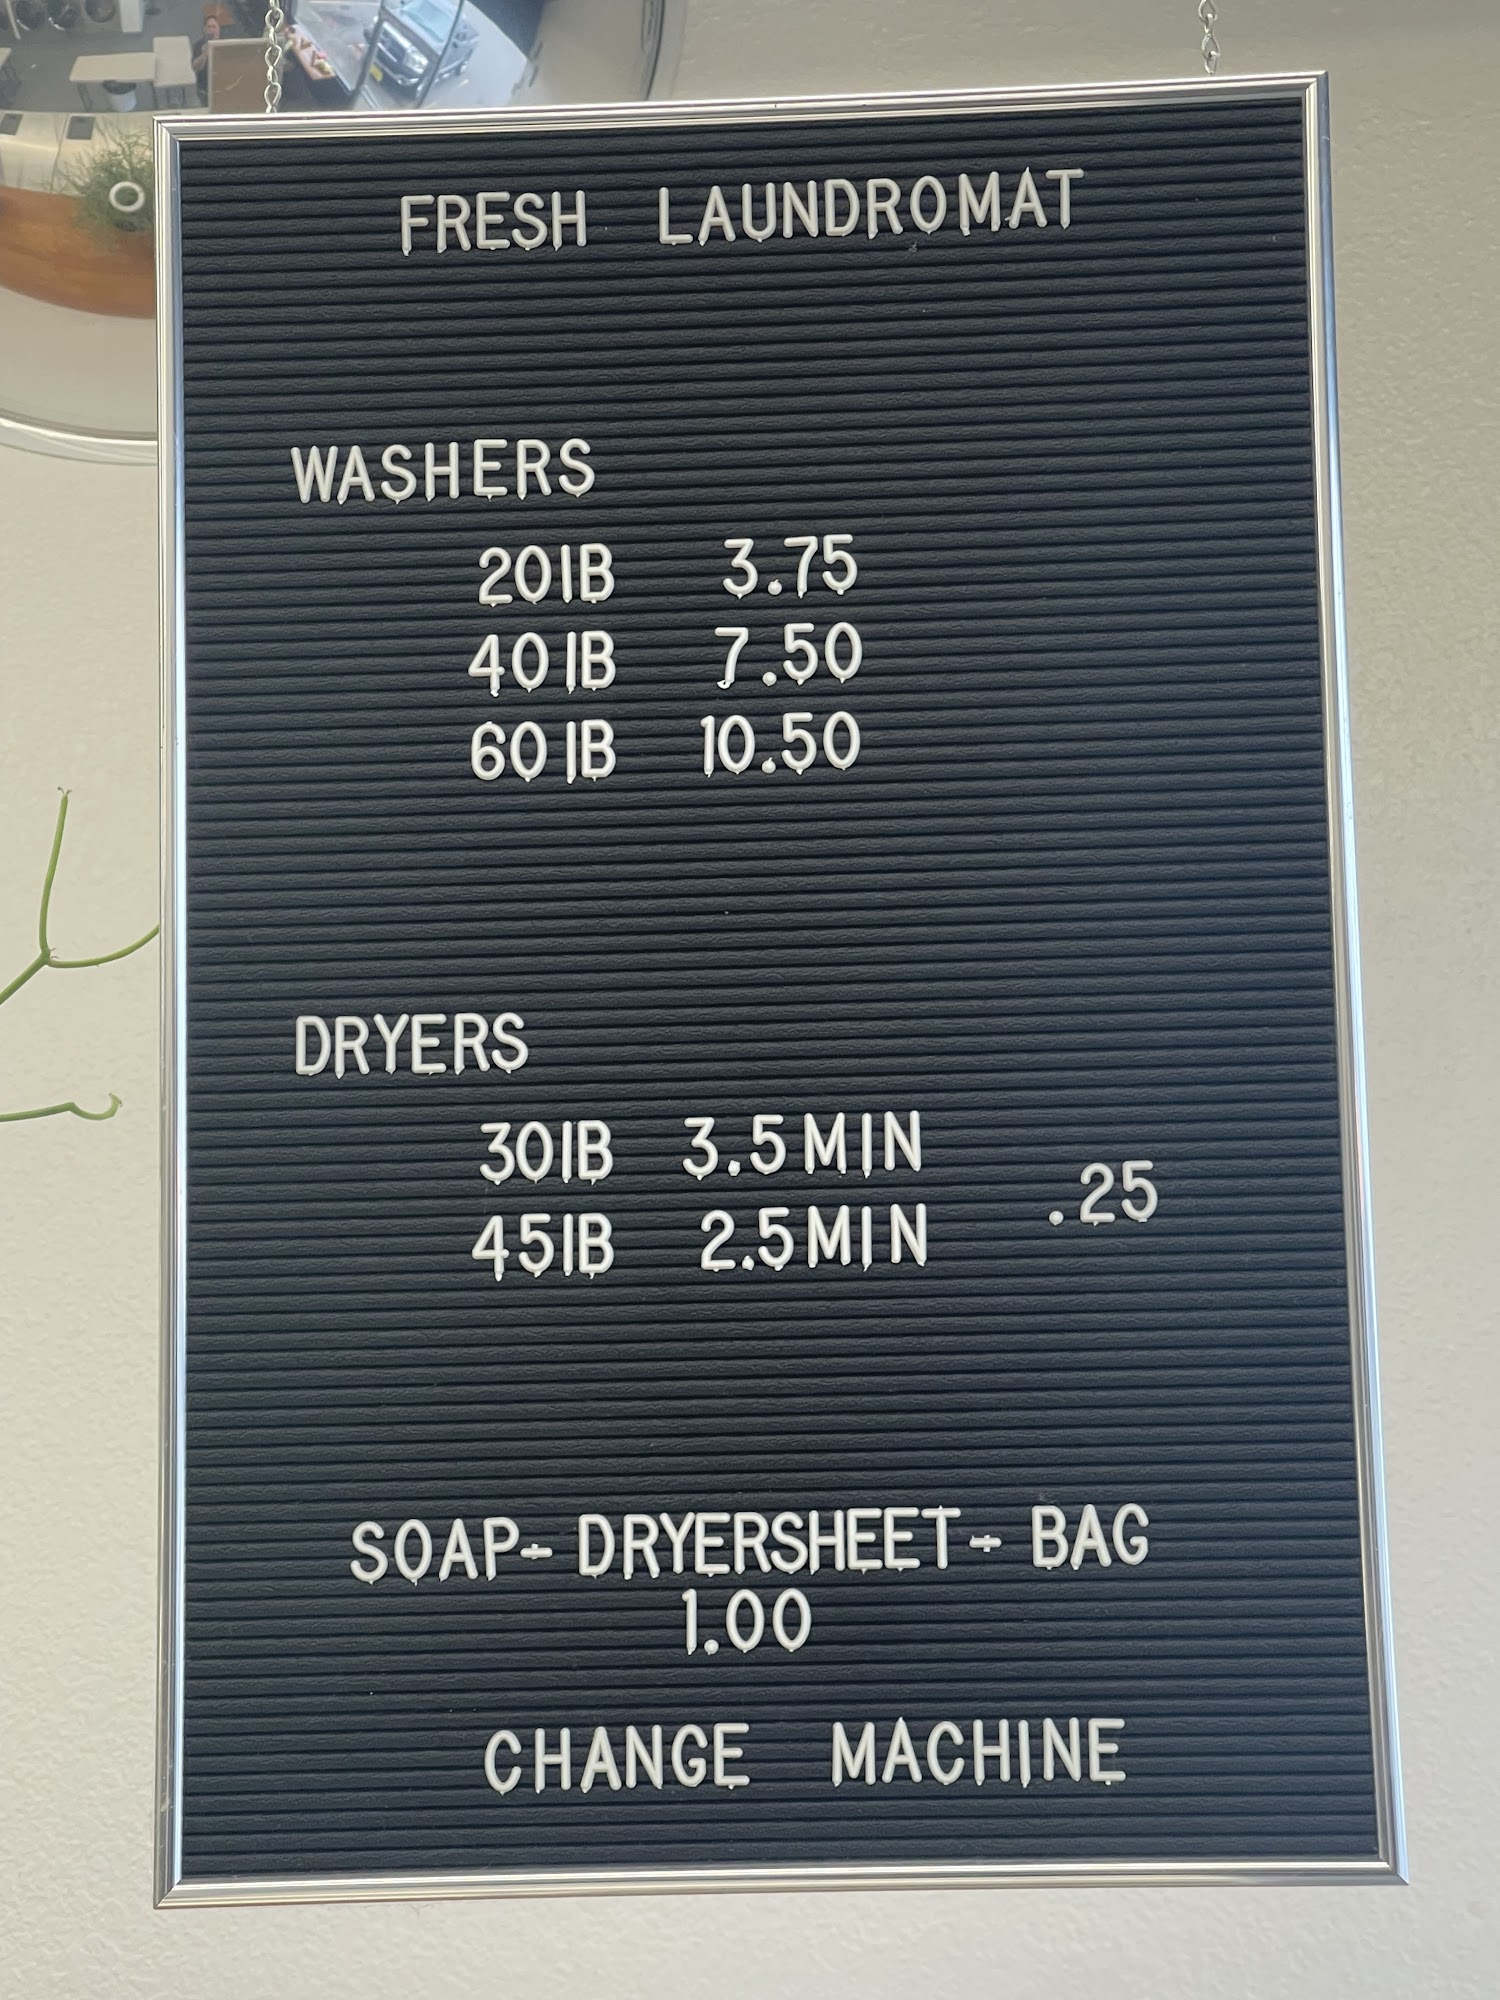 FRESH LAUNDROMAT
WASHERS
20IB 3.75
40IB 7.50
60IB 10.50
DRYERS
30IB 3.5MIN
.25
45IB 2.5MIN
SOAP- DRYERSHEET- BAG
1.00
CHANGE MACHINE